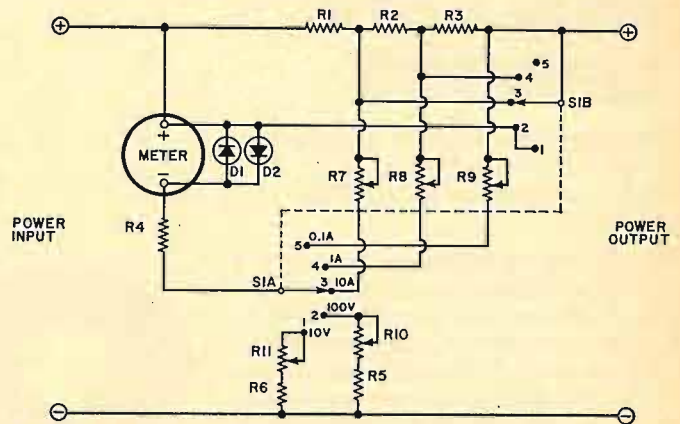 R1 R2 R3
+ +
5
4
3
S1B
2
1
+
METER
−
D1 D2
R7 R8 R9
R4
POWER
INPUT
POWER
OUTPUT
5 0.1A
4 1A
S1A 3 10A
2 100V
1
10V
R10
R11
R5
R6
− −